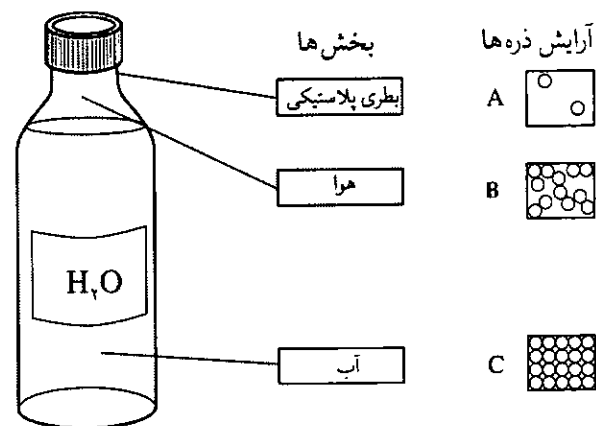 آرایش ذره‌ها
بخش‌ها
بطری پلاستیکی
A
هوا
B
H₂O
آب
C